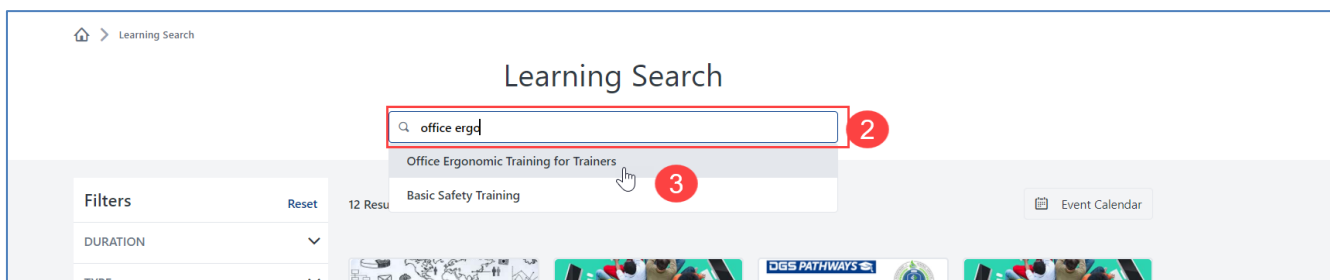 Learning Search
Learning Search
office ergo
2
Office Ergonomic Training for Trainers
3
Basic Safety Training
Filters
Reset
12 Resu
Event Calendar
DURATION
DGS PATHWAYS